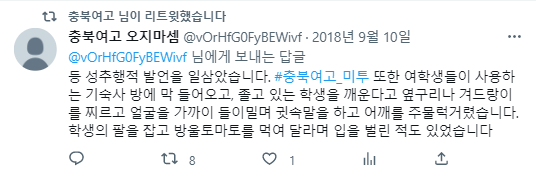 충북여고 님이 리트윗했습니다
충북여고 오지마셈 @vOrHfG0FyBEWivf · 2018년 9월 10일
@vOrHfG0FyBEWivf 님에게 보내는 답글
등 성추행적 발언을 일삼았습니다. #충북여고_미투 또한 여학생들이 사용하
는 기숙사 방에 막 들어오고, 졸고 있는 학생을 깨운다고 옆구리나 겨드랑이
를 찌르고 얼굴을 가까이 들이밀며 귓속말을 하고 어깨를 주물럭거렸습니다.
학생의 팔을 잡고 방울토마토를 먹여 달라며 입을 벌린 적도 있었습니다
8 1